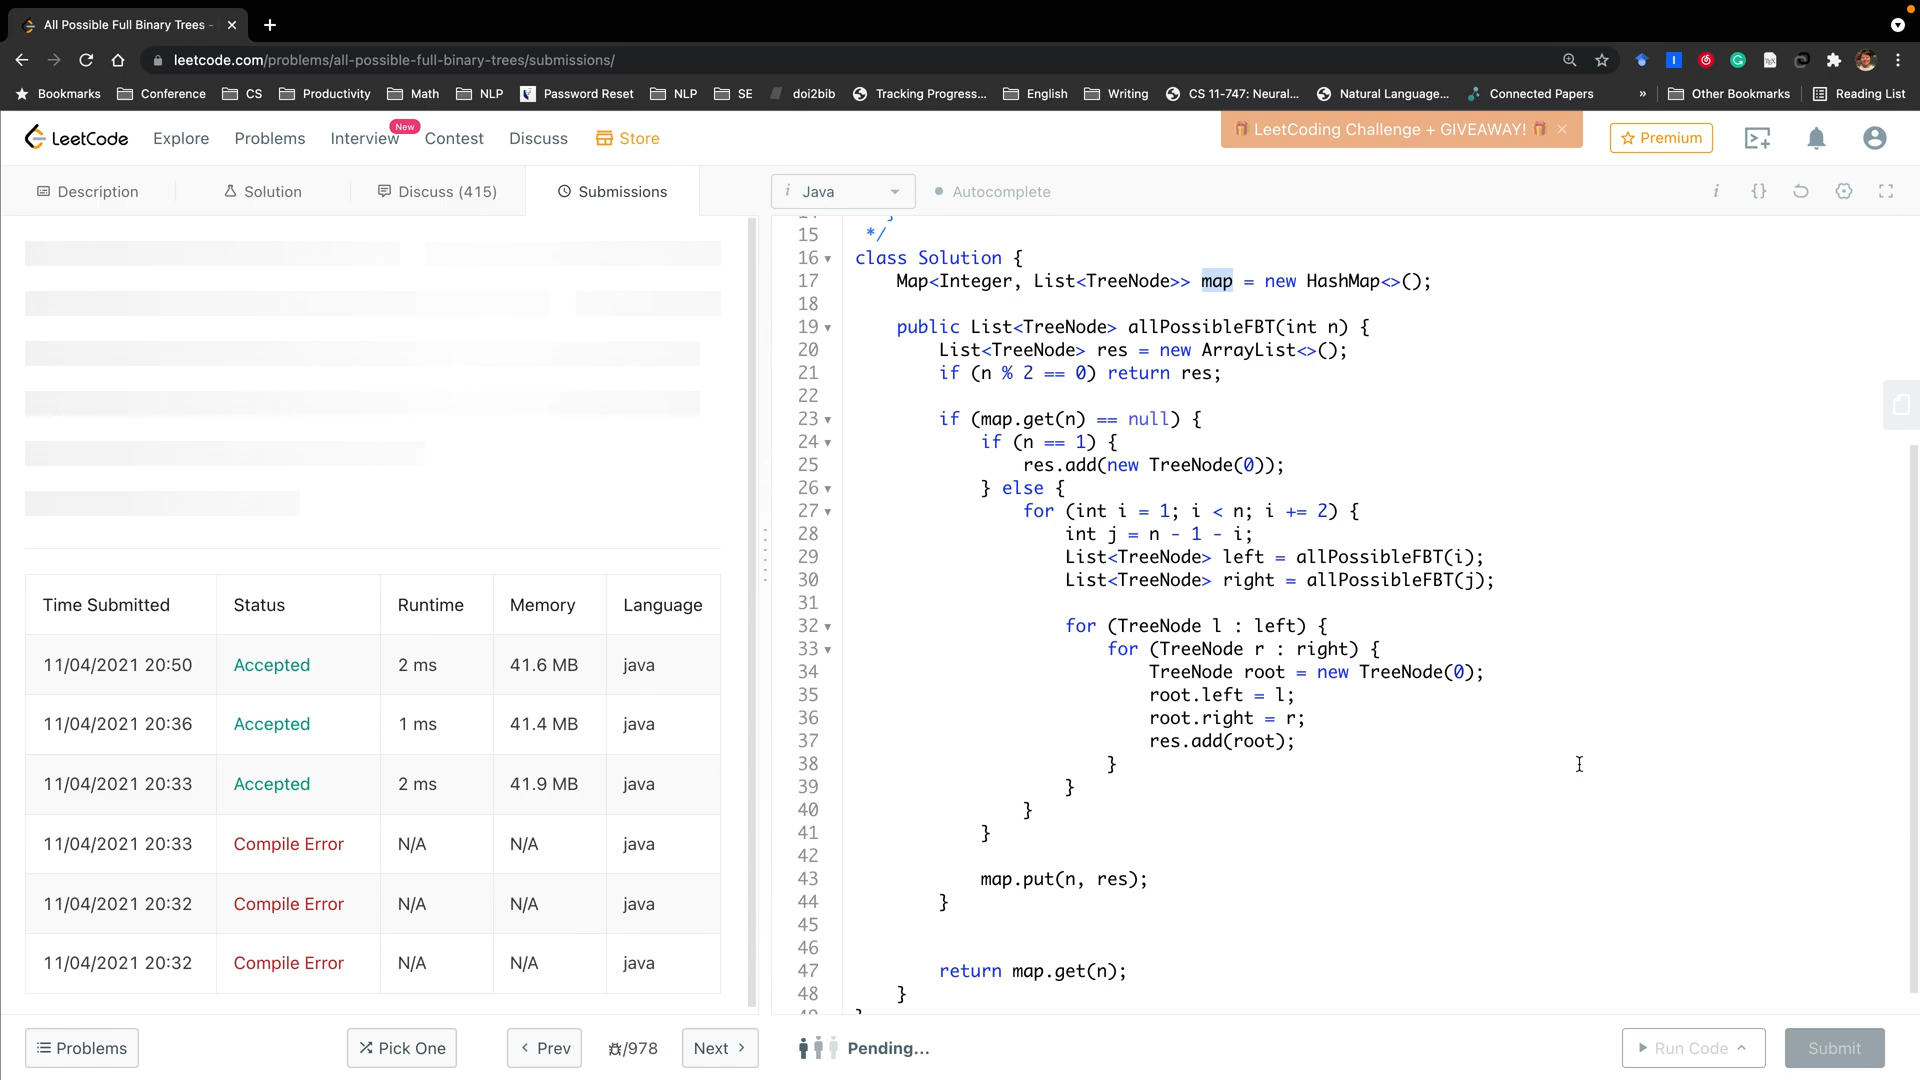 All Possible Full Binary Trees -
leetcode.com/problems/all-possible-full-binary-trees/submissions/
Bookmarks Conference CS Productivity Math NLP Password Reset NLP SE doi2bib Tracking Progress... English Writing CS 11-747: Neural... Natural Language... Connected Papers » Other Bookmarks Reading List
LeetCode Explore Problems Interview New Contest Discuss Store
LeetCoding Challenge + GIVEAWAY!
Premium
Description Solution Discuss (415) Submissions
i Java Autocomplete
Time Submitted Status Runtime Memory Language
11/04/2021 20:50 Accepted 2 ms 41.6 MB java
11/04/2021 20:36 Accepted 1 ms 41.4 MB java
11/04/2021 20:33 Accepted 2 ms 41.9 MB java
11/04/2021 20:33 Compile Error N/A N/A java
11/04/2021 20:32 Compile Error N/A N/A java
11/04/2021 20:32 Compile Error N/A N/A java
15 */
16 class Solution {
17 Map<Integer, List<TreeNode>> map = new HashMap<>();
18
19 public List<TreeNode> allPossibleFBT(int n) {
20 List<TreeNode> res = new ArrayList<>();
21 if (n % 2 == 0) return res;
22
23 if (map.get(n) == null) {
24 if (n == 1) {
25 res.add(new TreeNode(0));
26 } else {
27 for (int i = 1; i < n; i += 2) {
28 int j = n - 1 - i;
29 List<TreeNode> left = allPossibleFBT(i);
30 List<TreeNode> right = allPossibleFBT(j);
31
32 for (TreeNode l : left) {
33 for (TreeNode r : right) {
34 TreeNode root = new TreeNode(0);
35 root.left = l;
36 root.right = r;
37 res.add(root);
38 }
39 }
40 }
41 }
42
43 map.put(n, res);
44 }
45
46
47 return map.get(n);
48 }
Problems Pick One Prev /978 Next Pending... Run Code Submit